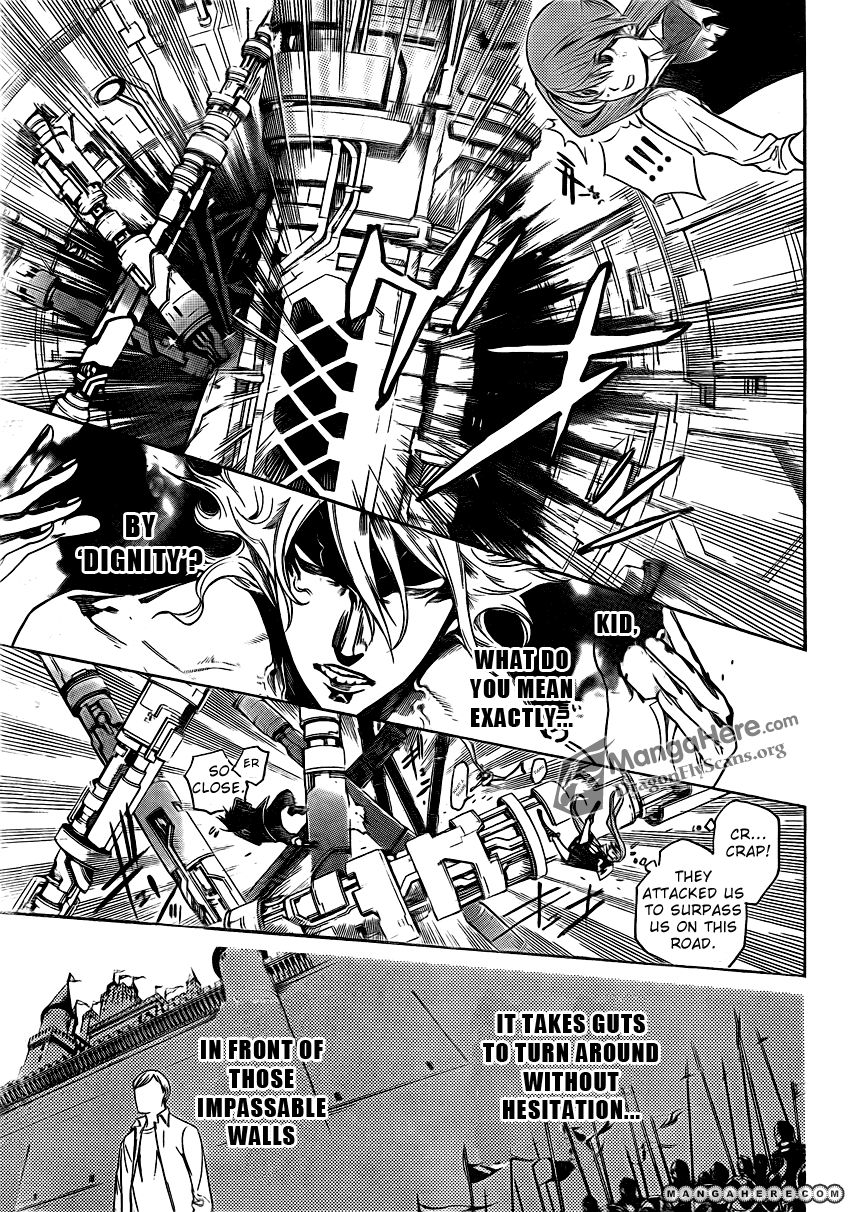 !!!
KID,
WHAT DO
YOU MEAN
EXACTLY...
BY
'DIGNITY'?
MangaHere.com
DragonFlyScans.org
CR...
CRAP!
THEY
ATTACKED US
TO SURPASS
US ON THIS
ROAD.
ER
SO
CLOSE.
IT TAKES GUTS
TO TURN AROUND
WITHOUT
HESITATION...
IN FRONT OF
THOSE
IMPASSABLE
WALLS
MANGAHERE.COM